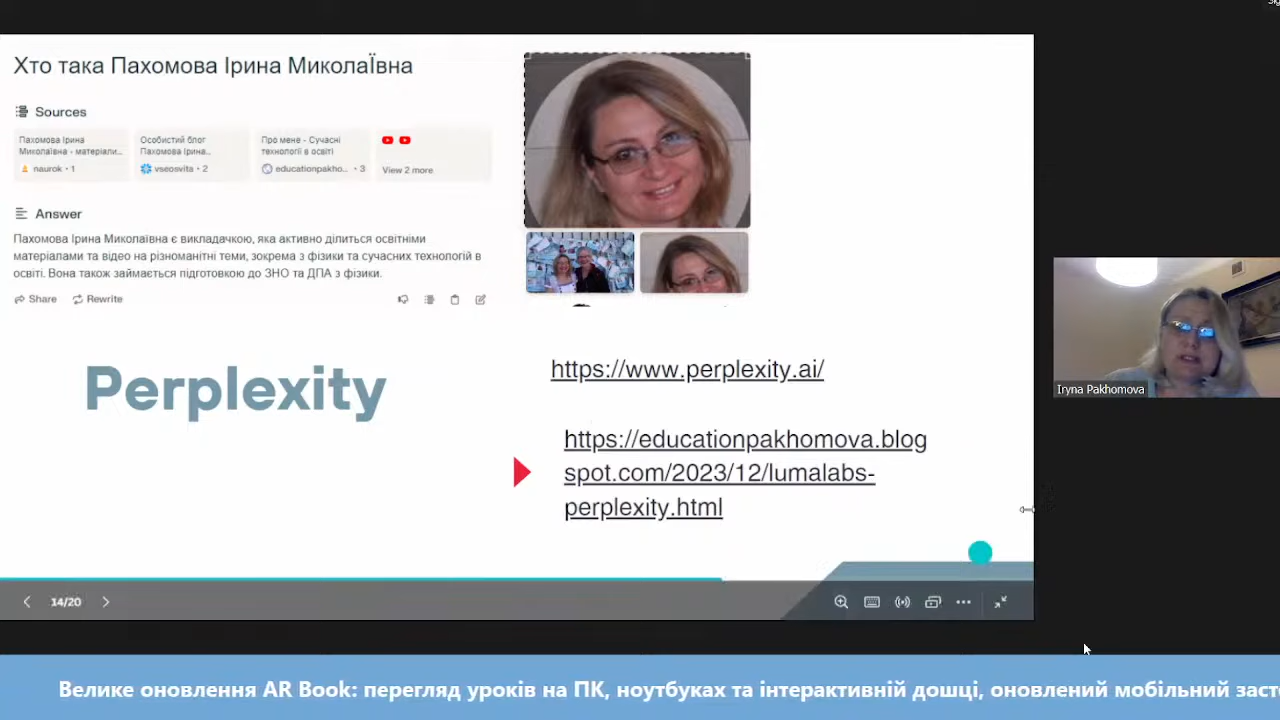 Хто така Пахомова Ірина МиколаЇвна
Sources
Пахомова Ірина
Миколаївна - матеріали...
naurok • 1
Особистий блог
Пахомова Ірина...
vseosvita • 2
Про мене - Сучасні
технології в освіті
educationpakho... • 3
View 2 more
Answer
Пахомова Ірина Миколаївна є викладачкою, яка активно ділиться освітніми
матеріалами та відео на різноманітні теми, зокрема з фізики та сучасних технологій в
освіті. Вона також займається підготовкою до ЗНО та ДПА з фізики.
Share
Rewrite
Perplexity
https://www.perplexity.ai/
https://educationpakhomova.blog
spot.com/2023/12/lumalabs-
perplexity.html
Iryna Pakhomova
14/20
Велике оновлення AR Book: перегляд уроків на ПК, ноутбуках та інтерактивній дошці, оновлений мобільний заст